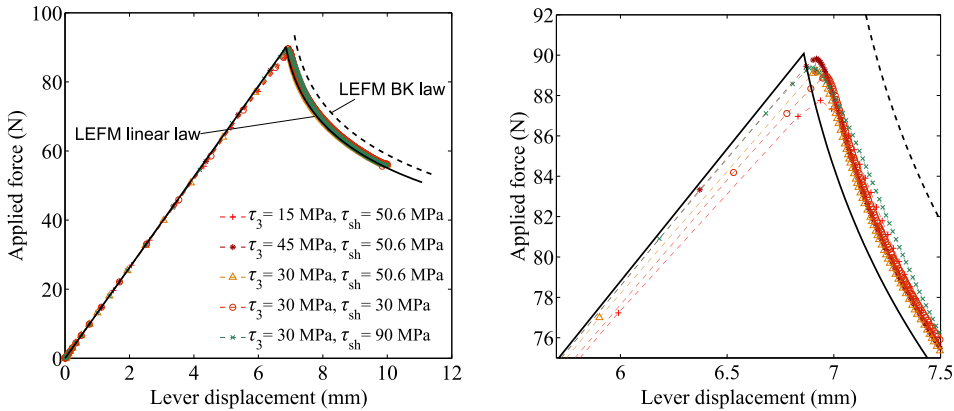 100
80
60
40
20
0
Applied force (N)
LEFM BK law
LEFM linear law
τ3= 15 MPa, τsh= 50.6 MPa
τ3= 45 MPa, τsh= 50.6 MPa
τ3= 30 MPa, τsh= 50.6 MPa
τ3= 30 MPa, τsh= 30 MPa
τ3= 30 MPa, τsh= 90 MPa
0 2 4 6 8 10 12
Lever displacement (mm)
92
90
88
86
84
82
80
78
76
Applied force (N)
6 6.5 7 7.5
Lever displacement (mm)